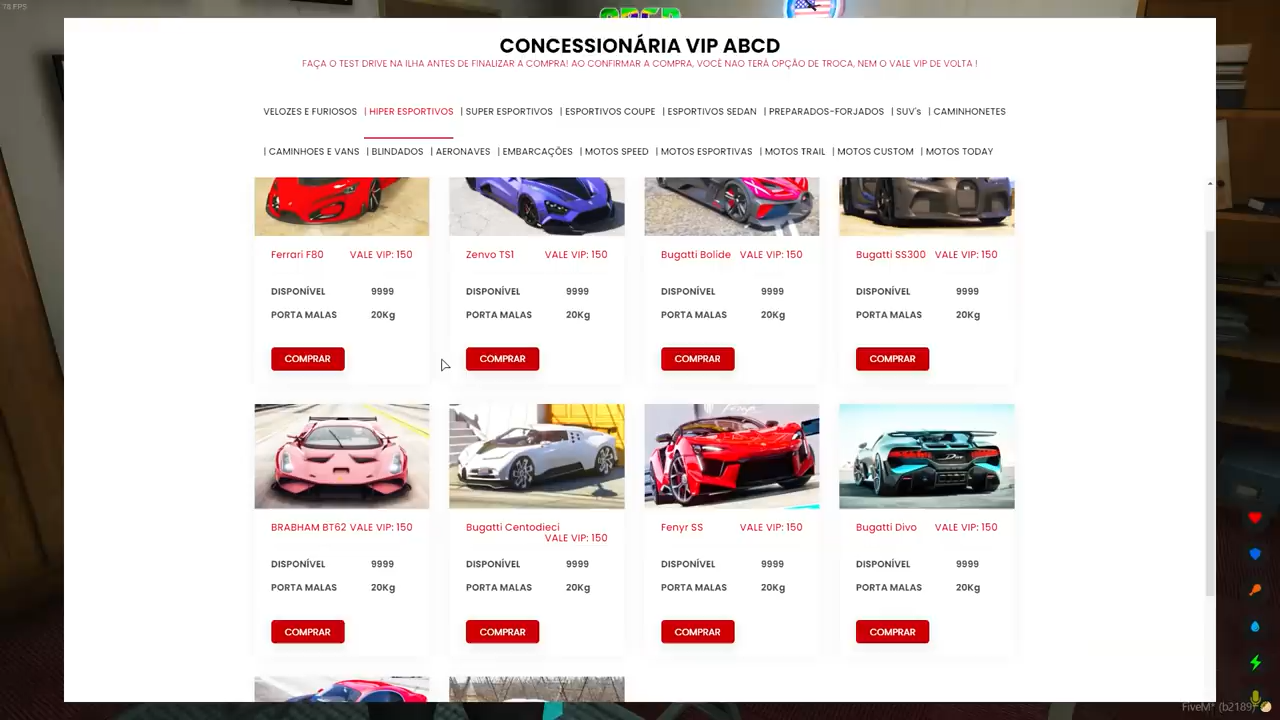 78 FPS
CONCESSIONÁRIA VIP ABCD
FAÇA O TEST DRIVE NA ILHA ANTES DE FINALIZAR A COMPRA! AO CONFIRMAR A COMPRA, VOCÊ NAO TERÁ OPÇÃO DE TROCA, NEM O VALE VIP DE VOLTA !
VELOZES E FURIOSOS | HIPER ESPORTIVOS | SUPER ESPORTIVOS | ESPORTIVOS COUPE | ESPORTIVOS SEDAN | PREPARADOS-FORJADOS | SUV's | CAMINHONETES
| CAMINHOES E VANS | BLINDADOS | AERONAVES | EMBARCAÇÕES | MOTOS SPEED | MOTOS ESPORTIVAS | MOTOS TRAIL | MOTOS CUSTOM | MOTOS TODAY
Ferrari F80 VALE VIP: 150 Zenvo TS1 VALE VIP: 150 Bugatti Bolide VALE VIP: 150 Bugatti SS300 VALE VIP: 150
DISPONÍVEL 9999 DISPONÍVEL 9999 DISPONÍVEL 9999 DISPONÍVEL 9999
PORTA MALAS 20Kg PORTA MALAS 20Kg PORTA MALAS 20Kg PORTA MALAS 20Kg
COMPRAR COMPRAR COMPRAR COMPRAR
BRABHAM BT62 VALE VIP: 150 Bugatti Centodieci Fenyr SS VALE VIP: 150 Bugatti Divo VALE VIP: 150
VALE VIP: 150
DISPONÍVEL 9999 DISPONÍVEL 9999 DISPONÍVEL 9999 DISPONÍVEL 9999
PORTA MALAS 20Kg PORTA MALAS 20Kg PORTA MALAS 20Kg PORTA MALAS 20Kg
COMPRAR COMPRAR COMPRAR COMPRAR
FiveM* (b2189)